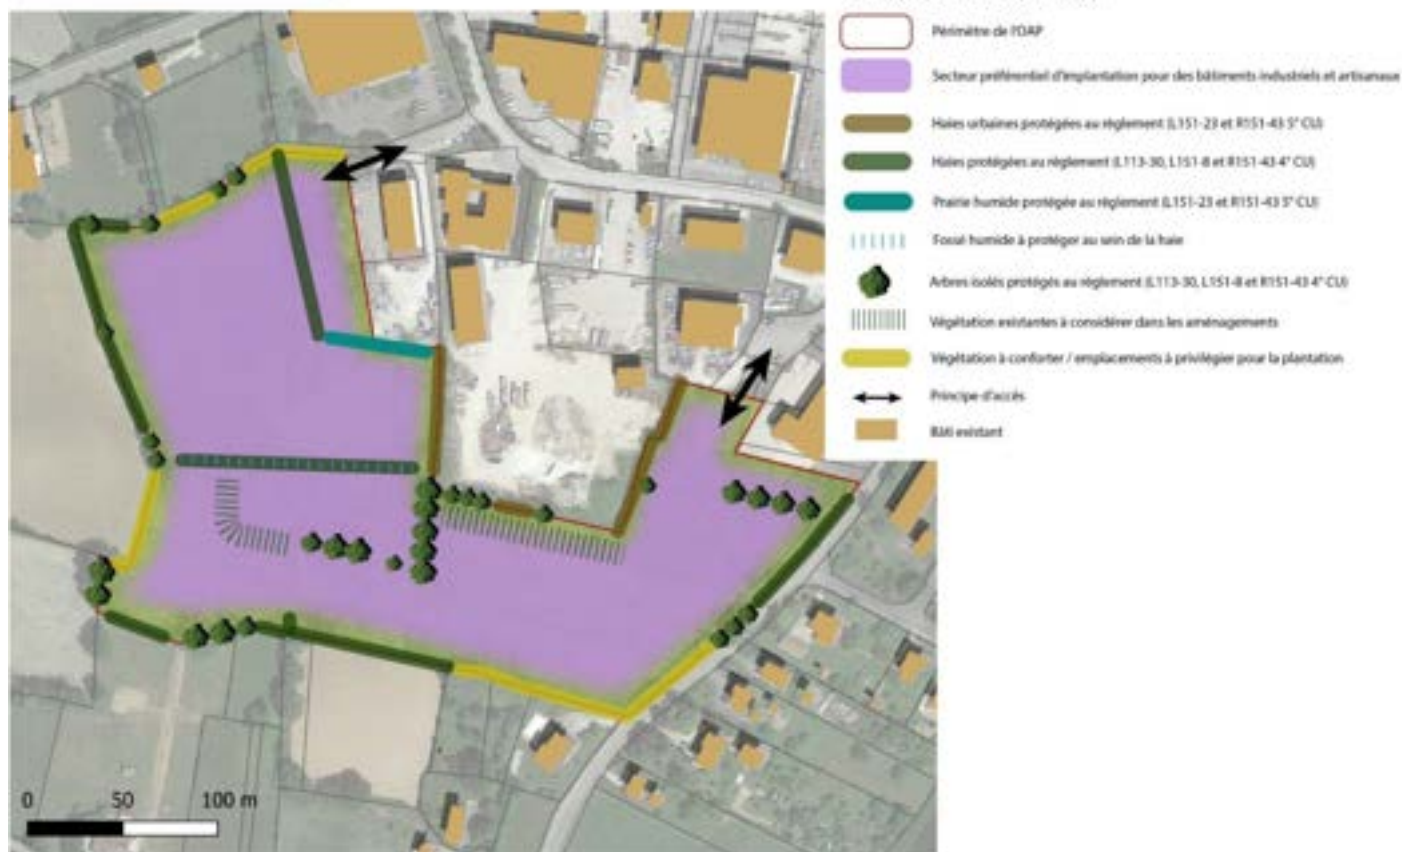 Périmètre de l'OAP
Secteur préférentiel d'implantation pour des bâtiments industriels et artisanaux
Haies urbaines protégées au règlement (L151-23 et R151-43 5° CU)
Haies protégées au règlement (L113-30, L151-8 et R151-43 4° CU)
Prairie humide protégée au règlement (L151-23 et R151-43 5° CU)
Fossé humide à protéger au sein de la haie
Arbres isolés protégés au règlement (L113-30, L151-8 et R151-43 4° CU)
Végétation existantes à considérer dans les aménagements
Végétation à conforter / emplacements à privilégier pour la plantation
Principe d'accès
Bâti existant
0 50 100 m